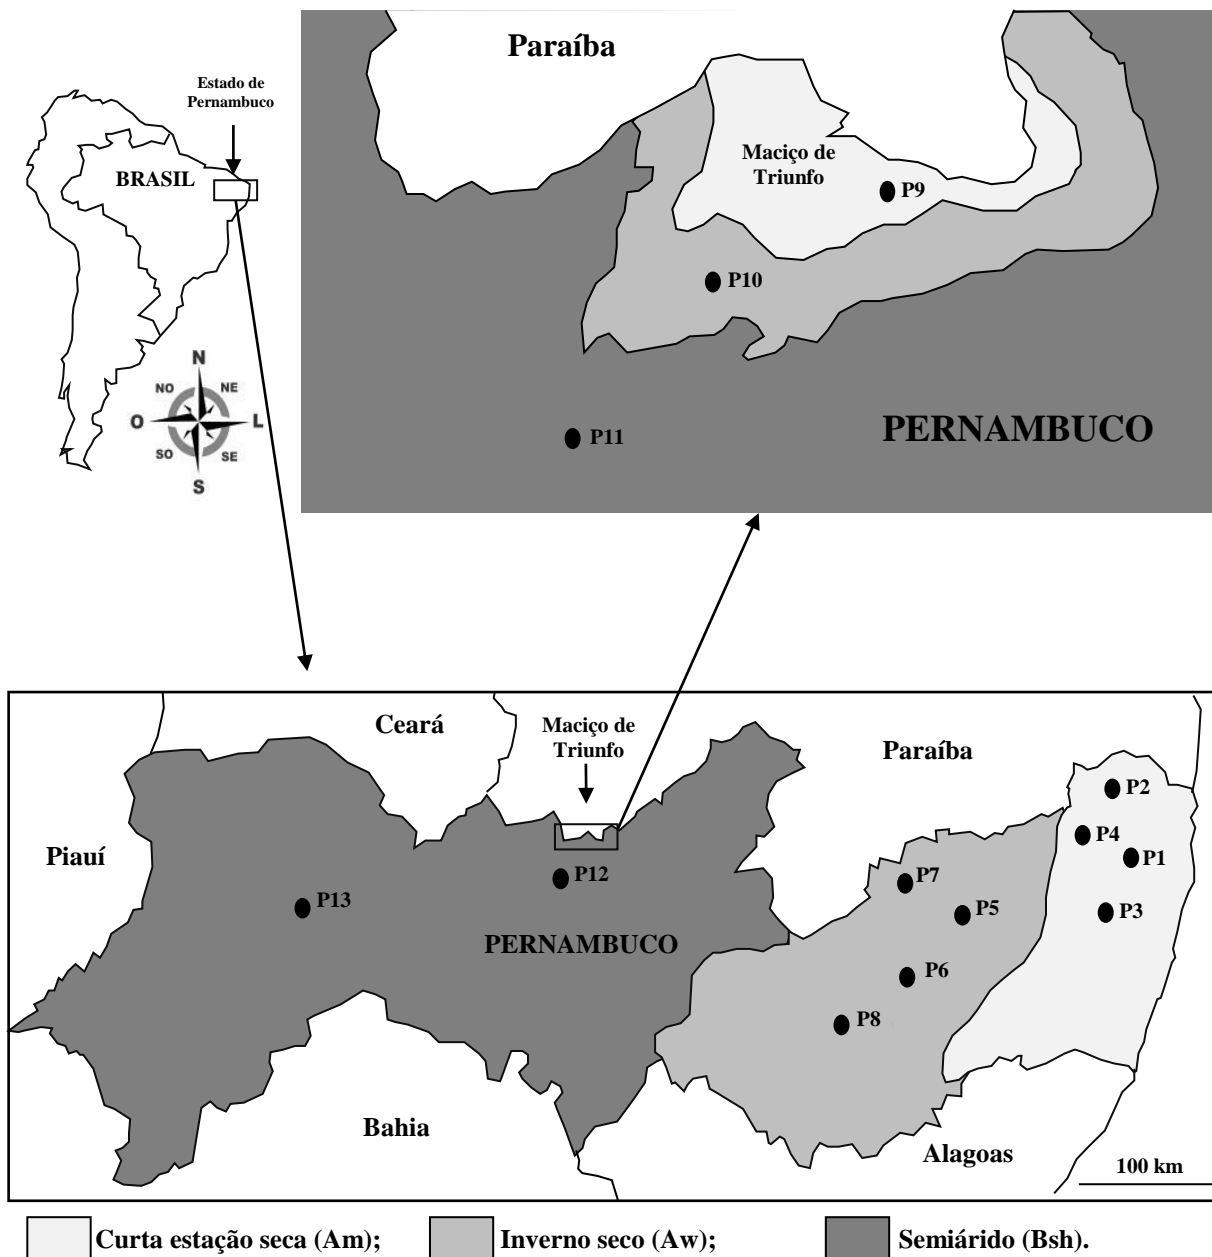 Paraíba
Estado de
Pernambuco
BRASIL
Maciço de
Triunfo
P9
P10
P11
PERNAMBUCO
N
NO
NE
O
L
SO
SE
S
Ceará
Maciço de
Triunfo
Paraíba
Piauí
P2
P4
P1
P7
P12
P13
P5
P3
PERNAMBUCO
P6
P8
Bahia
Alagoas
100 km
Curta estação seca (Am);
Inverno seco (Aw);
Semiárido (Bsh).